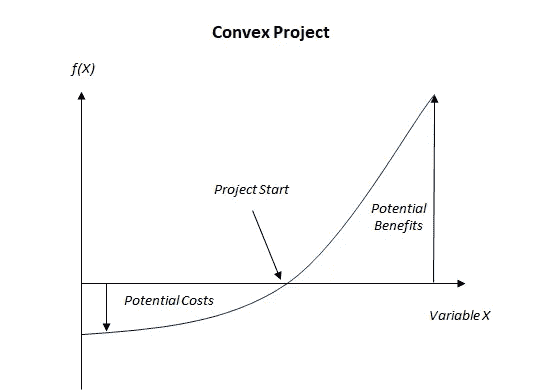 Convex Project
f(X)
Project Start
Potential
Benefits
Potential Costs
Variable X